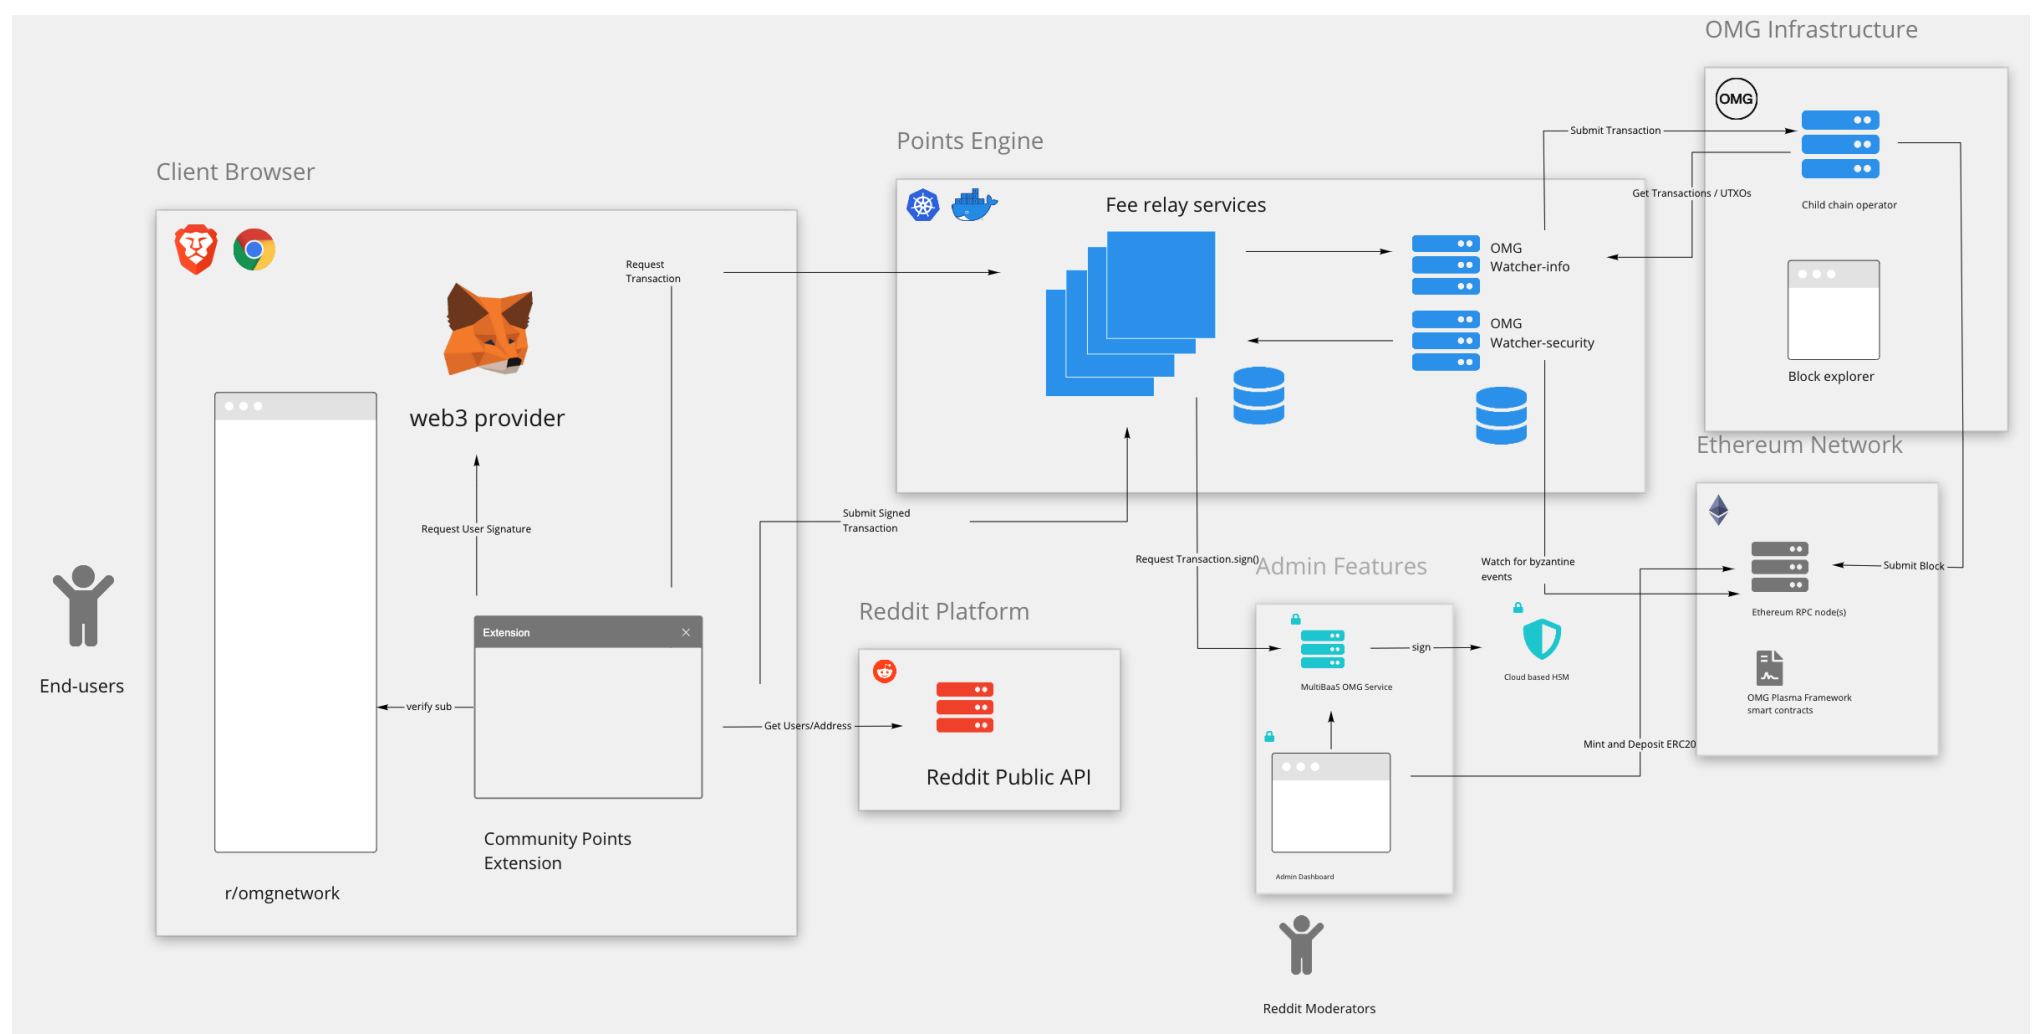 OMG Infrastructure
OMG
Submit Transaction
Get Transactions / UTXOs
Child chain operator
Block explorer
Points Engine
Fee relay services
OMG
Watcher-info
OMG
Watcher-security
Client Browser
Request
Transaction
web3 provider
Request User Signature
Extension
verify sub
Community Points
Extension
r/omgnetwork
End-users
Submit Signed
Transaction
Get Users/Address
Reddit Platform
Reddit Public API
Request Transaction.sign()
Admin Features
MultiBaaS OMG Service
sign
Cloud based HSM
Admin Dashboard
Reddit Moderators
Watch for byzantine
events
Mint and Deposit ERC20
Ethereum Network
Submit Block
Ethereum RPC node(s)
OMG Plasma Framework
smart contracts